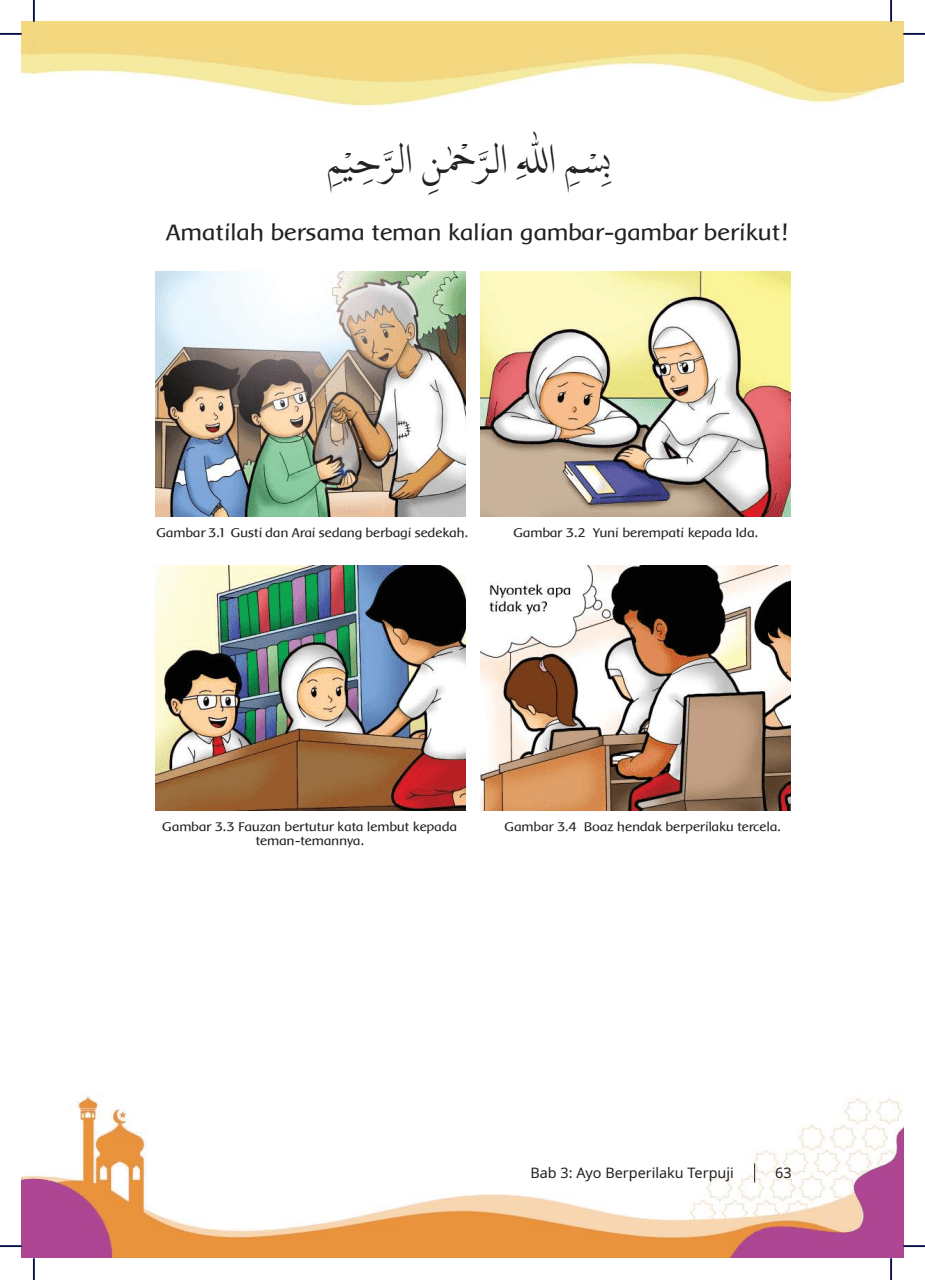 بِسْمِ اللّٰهِ الرَّحْمٰنِ الرَّحِيْمِ
Amatilah bersama teman kalian gambar-gambar berikut!
Gambar 3.1 Gusti dan Arai sedang berbagi sedekah.
Gambar 3.2 Yuni berempati kepada Ida.
Nyontek apa
tidak ya?
Gambar 3.3 Fauzan bertutur kata lembut kepada
teman-temannya.
Gambar 3.4 Boaz hendak berperilaku tercela.
Bab 3: Ayo Berperilaku Terpuji | 63